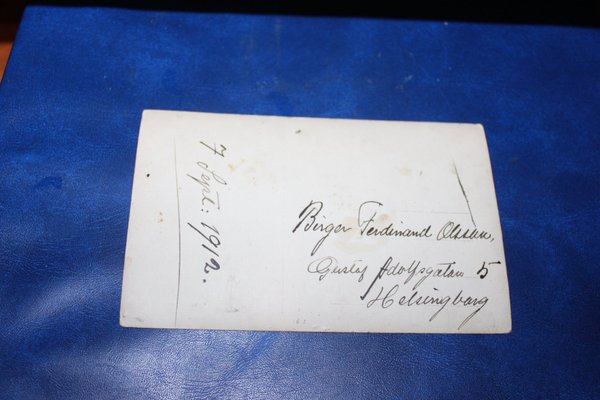 7 Sept: 1912.
Birger Ferdinand Olsson,
Gustaf Adolfsgatan 5
Helsingborg